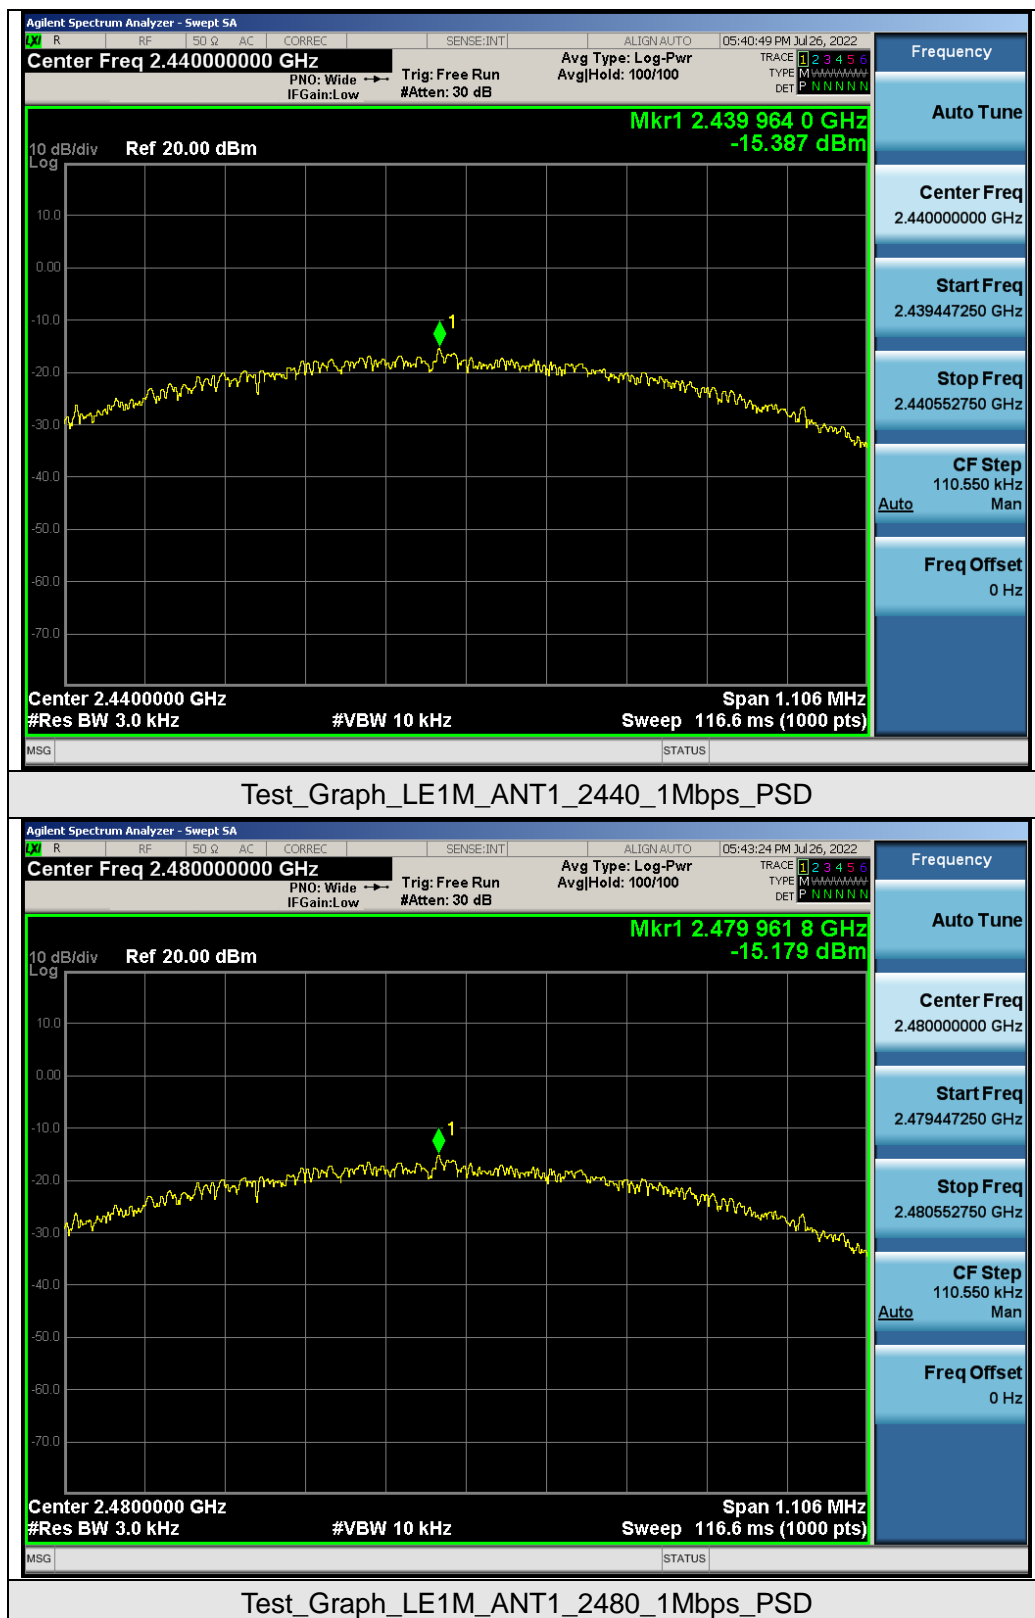 Agilent Spectrum Analyzer - Swept SA
LXI R RF 50 Ω AC CORREC SENSE:INT ALIGN AUTO 05:40:49 PM Jul 26, 2022
Center Freq 2.440000000 GHz
PNO: Wide
IFGain:Low
Trig: Free Run
#Atten: 30 dB
Avg Type: Log-Pwr
Avg|Hold: 100/100
TRACE 1 2 3 4 5 6
TYPE M
DET P N N N N N
Mkr1 2.439 964 0 GHz
-15.387 dBm
10 dB/div Ref 20.00 dBm
Log
10.0
0.00
1
-10.0
-20.0
-30.0
-40.0
-50.0
-60.0
-70.0
Center 2.4400000 GHz Span 1.106 MHz
#Res BW 3.0 kHz #VBW 10 kHz Sweep 116.6 ms (1000 pts)
MSG STATUS
Frequency
Auto Tune
Center Freq
2.440000000 GHz
Start Freq
2.439447250 GHz
Stop Freq
2.440552750 GHz
CF Step
110.550 kHz
Auto Man
Freq Offset
0 Hz
Test_Graph_LE1M_ANT1_2440_1Mbps_PSD
Agilent Spectrum Analyzer - Swept SA
LXI R RF 50 Ω AC CORREC SENSE:INT ALIGN AUTO 05:43:24 PM Jul 26, 2022
Center Freq 2.480000000 GHz
PNO: Wide
IFGain:Low
Trig: Free Run
#Atten: 30 dB
Avg Type: Log-Pwr
Avg|Hold: 100/100
TRACE 1 2 3 4 5 6
TYPE M
DET P N N N N N
Mkr1 2.479 961 8 GHz
-15.179 dBm
10 dB/div Ref 20.00 dBm
Log
10.0
0.00
1
-10.0
-20.0
-30.0
-40.0
-50.0
-60.0
-70.0
Center 2.4800000 GHz Span 1.106 MHz
#Res BW 3.0 kHz #VBW 10 kHz Sweep 116.6 ms (1000 pts)
MSG STATUS
Frequency
Auto Tune
Center Freq
2.480000000 GHz
Start Freq
2.479447250 GHz
Stop Freq
2.480552750 GHz
CF Step
110.550 kHz
Auto Man
Freq Offset
0 Hz
Test_Graph_LE1M_ANT1_2480_1Mbps_PSD